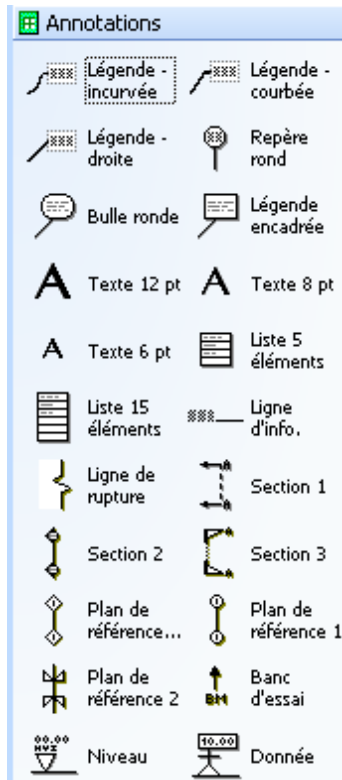 Annotations
Légende -
incurvée
Légende -
courbée
Légende -
droite
Repère
rond
Bulle ronde
Légende
encadrée
A
Texte 12 pt
A
Texte 8 pt
A
Texte 6 pt
Liste 5
éléments
Liste 15
éléments
Ligne
d'info.
Ligne de
rupture
Section 1
Section 2
Section 3
Plan de
référence...
Plan de
référence 1
Plan de
référence 2
BM
Banc
d'essai
00.00
Niveau
10.00
Donnée